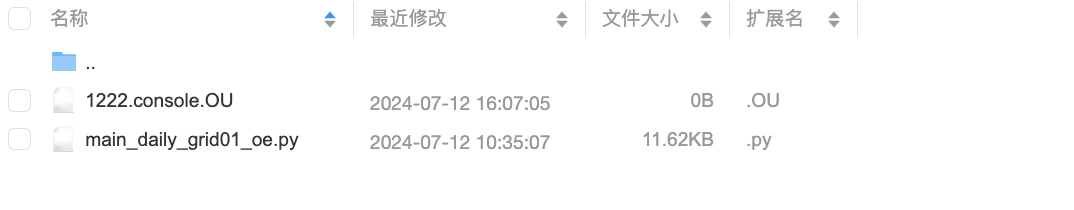 名称 最近修改 文件大小 扩展名
..
1222.console.OU 2024-07-12 16:07:05 0B .OU
main_daily_grid01_oe.py 2024-07-12 10:35:07 11.62KB .py